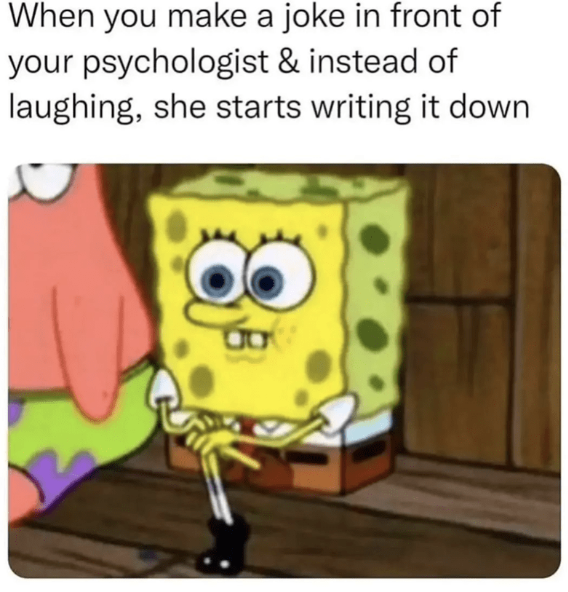 When you make a joke in front of
your psychologist & instead of
laughing, she starts writing it down